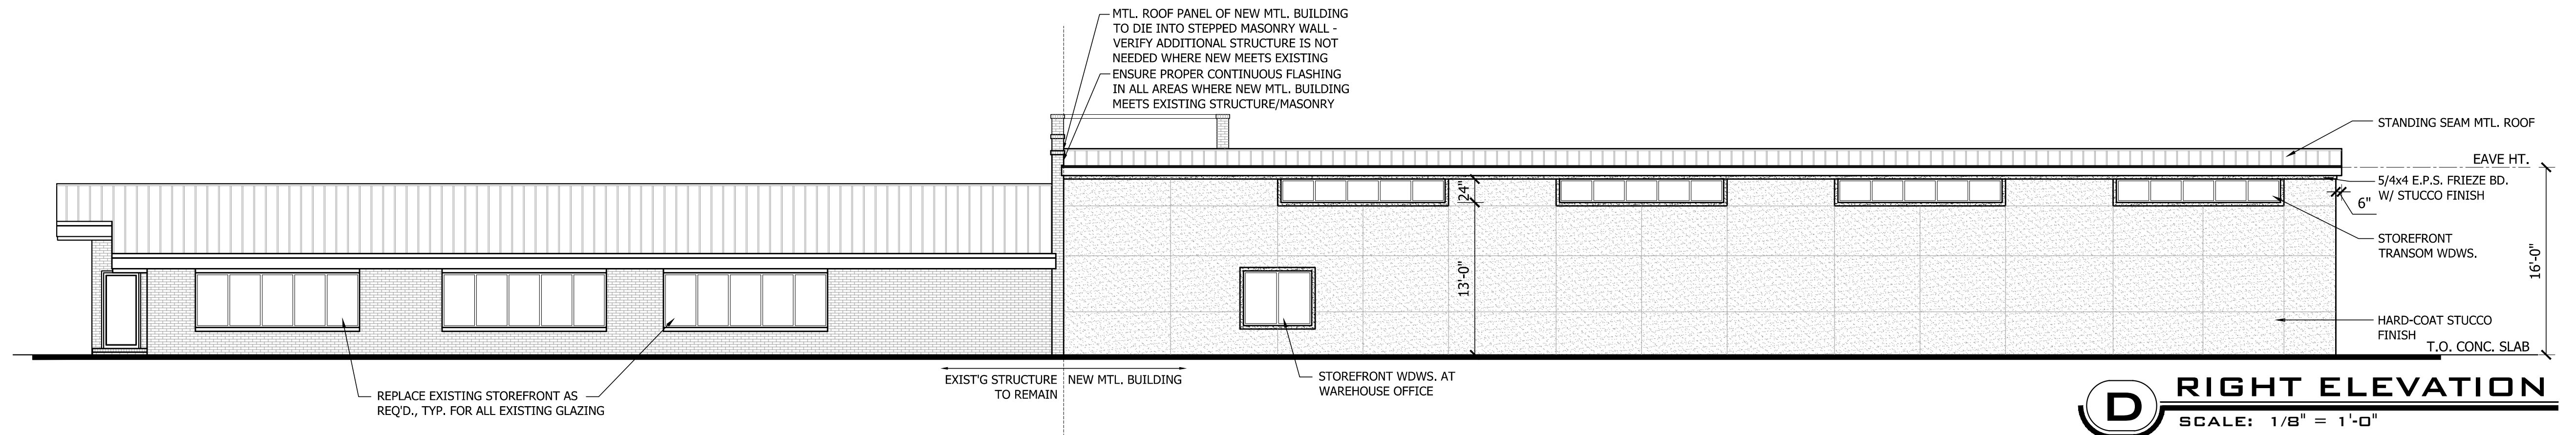 MTL. ROOF PANEL OF NEW MTL. BUILDING
TO DIE INTO STEPPED MASONRY WALL -
VERIFY ADDITIONAL STRUCTURE IS NOT
NEEDED WHERE NEW MEETS EXISTING
ENSURE PROPER CONTINUOUS FLASHING
IN ALL AREAS WHERE NEW MTL. BUILDING
MEETS EXISTING STRUCTURE/MASONRY
STANDING SEAM MTL. ROOF
EAVE HT.
5/4x4 E.P.S. FRIEZE BD.
W/ STUCCO FINISH
6"
24"
STOREFRONT
TRANSOM WDWS.
16'-0"
13'-0"
HARD-COAT STUCCO
FINISH
T.O. CONC. SLAB
EXIST'G STRUCTURE
TO REMAIN
NEW MTL. BUILDING
STOREFRONT WDWS. AT
WAREHOUSE OFFICE
REPLACE EXISTING STOREFRONT AS
REQ'D., TYP. FOR ALL EXISTING GLAZING
D
RIGHT ELEVATION
SCALE: 1/8" = 1'-0"